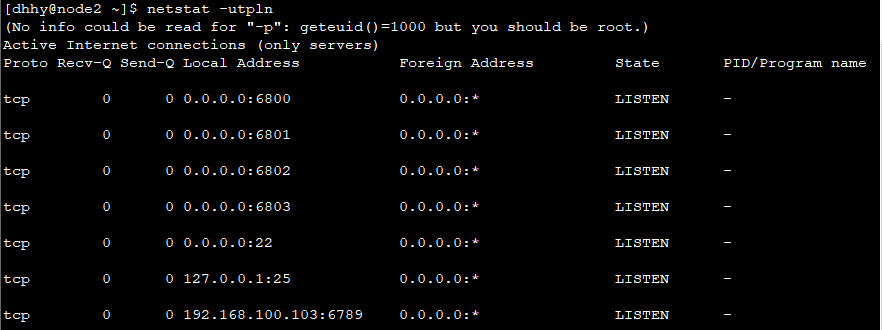 [dhhy@node2 ~]$ netstat -utpln
(No info could be read for "-p": geteuid()=1000 but you should be root.)
Active Internet connections (only servers)
Proto Recv-Q Send-Q Local Address           Foreign Address         State       PID/Program name
tcp        0      0 0.0.0.0:6800            0.0.0.0:*               LISTEN      -
tcp        0      0 0.0.0.0:6801            0.0.0.0:*               LISTEN      -
tcp        0      0 0.0.0.0:6802            0.0.0.0:*               LISTEN      -
tcp        0      0 0.0.0.0:6803            0.0.0.0:*               LISTEN      -
tcp        0      0 0.0.0.0:22              0.0.0.0:*               LISTEN      -
tcp        0      0 127.0.0.1:25            0.0.0.0:*               LISTEN      -
tcp        0      0 192.168.100.103:6789    0.0.0.0:*               LISTEN      -